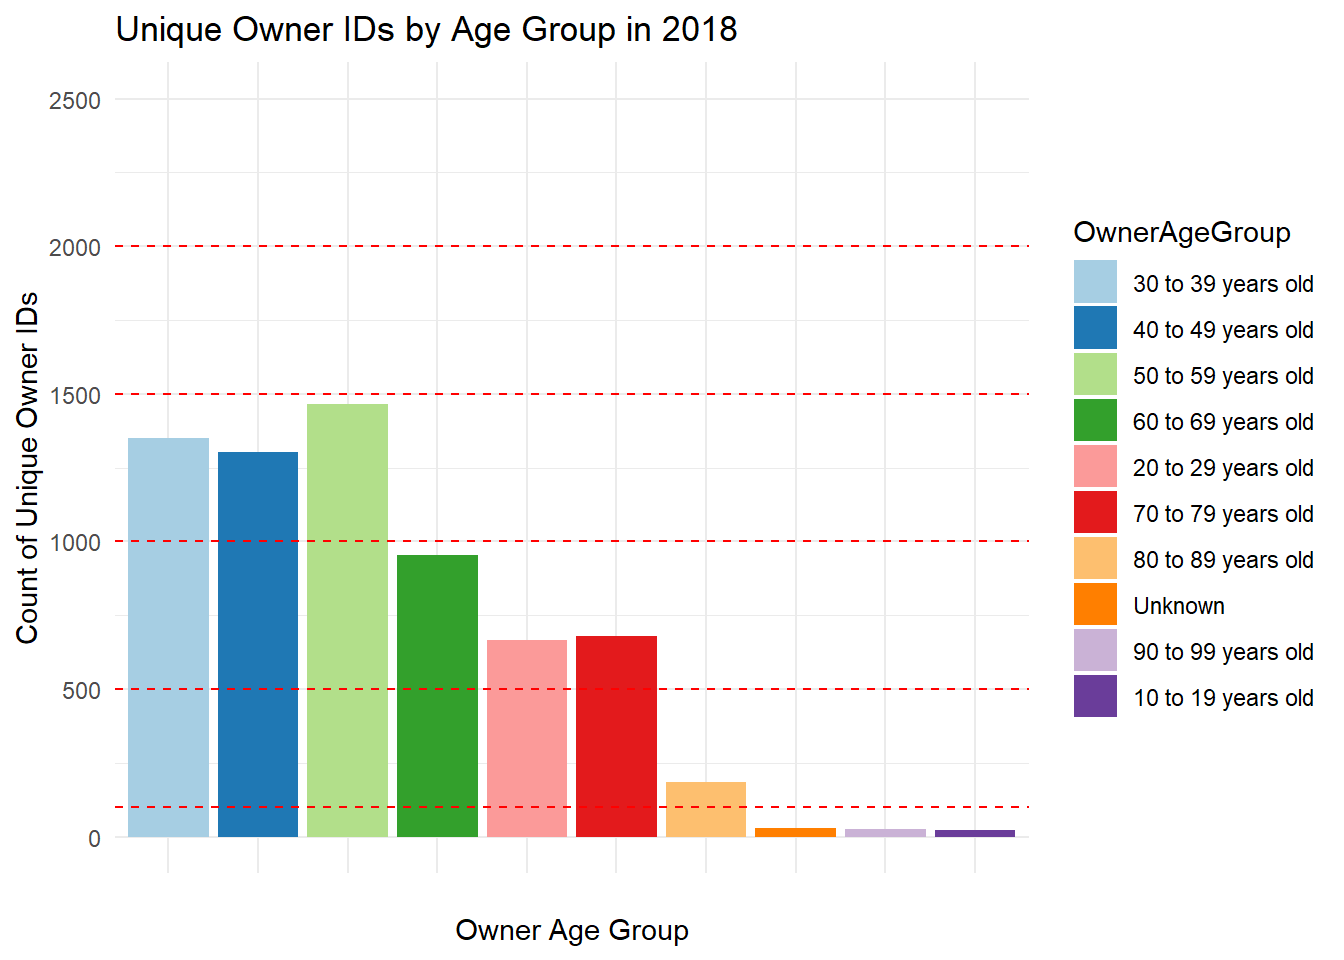 Unique Owner IDs by Age Group in 2018
Count of Unique Owner IDs
2500
2000
1500
1000
500
0
Owner Age Group
OwnerAgeGroup
30 to 39 years old
40 to 49 years old
50 to 59 years old
60 to 69 years old
20 to 29 years old
70 to 79 years old
80 to 89 years old
Unknown
90 to 99 years old
10 to 19 years old